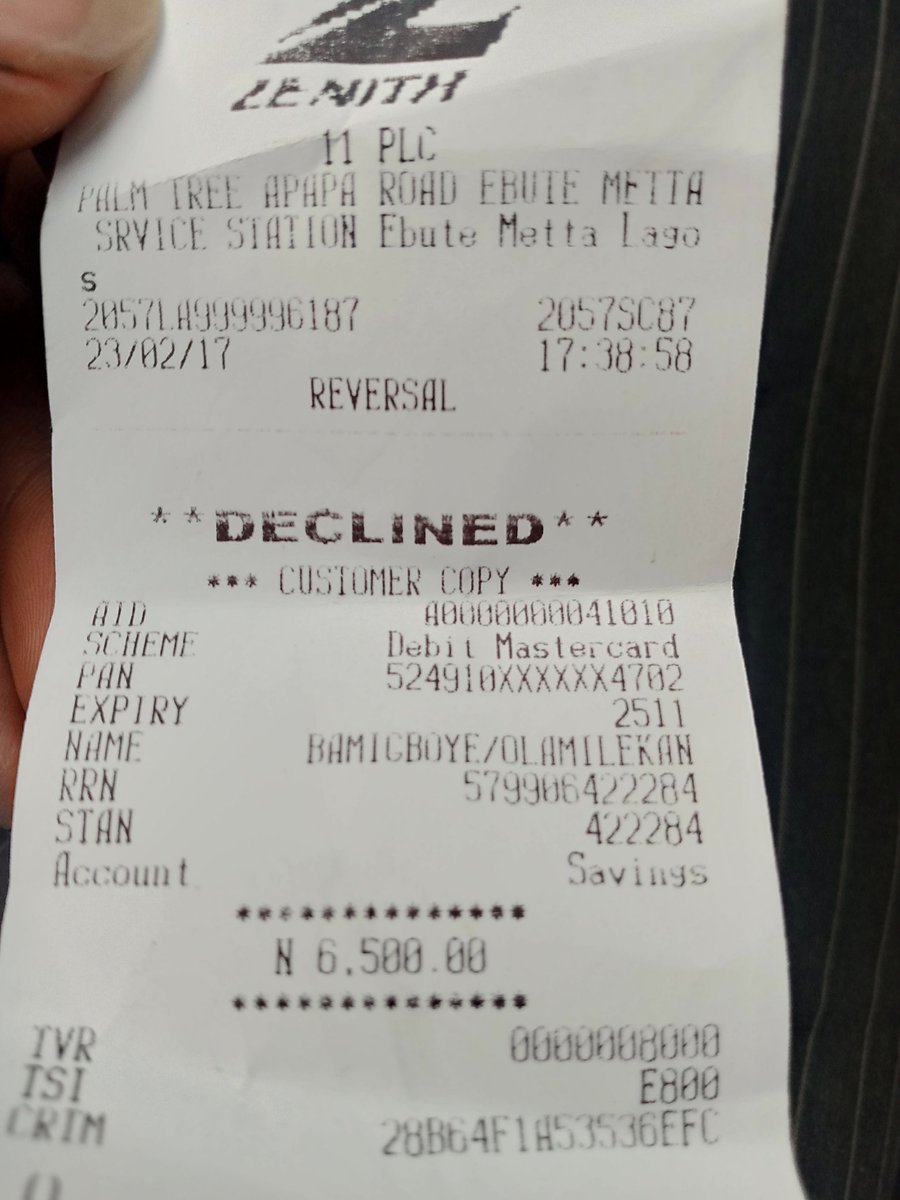 ZENITH
11 PLC
PALM TREE APAPA ROAD EBUTE METTA
SRVICE STATION Ebute Metta Lago
s
2057LA999996187 2057SC87
23/02/17 17:38:58
REVERSAL
**DECLINED**
*** CUSTOMER COPY ***
AID A0000000041010
SCHEME Debit Mastercard
PAN 524910XXXXXX4702
EXPIRY 2511
NAME BAMIGBOYE/OLAMILEKAN
RRN 579906422284
STAN 422284
Account Savings
**************
N 6,500.00
**************
TVR 0000008000
TSI E800
CRTM 28B64F1A53536EFC